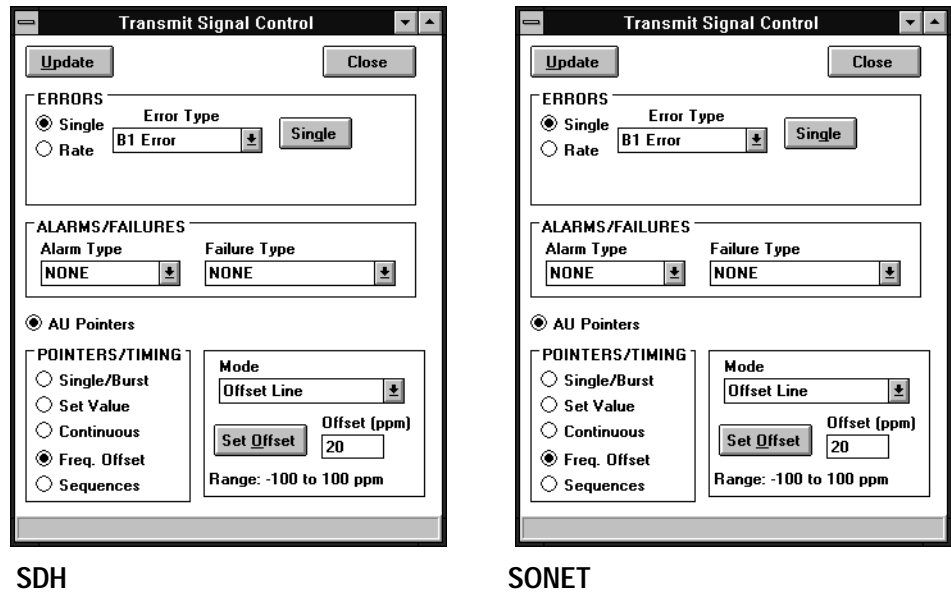 Transmit Signal Control
Update Close
ERRORS
Single
Rate
Error Type
B1 Error
Single
ALARMS/FAILURES
Alarm Type
NONE
Failure Type
NONE
AU Pointers
POINTERS/TIMING
Single/Burst
Set Value
Continuous
Freq. Offset
Sequences
Mode
Offset Line
Set Offset
Offset (ppm)
20
Range: -100 to 100 ppm
SDH
Transmit Signal Control
Update Close
ERRORS
Single
Rate
Error Type
B1 Error
Single
ALARMS/FAILURES
Alarm Type
NONE
Failure Type
NONE
AU Pointers
POINTERS/TIMING
Single/Burst
Set Value
Continuous
Freq. Offset
Sequences
Mode
Offset Line
Set Offset
Offset (ppm)
20
Range: -100 to 100 ppm
SONET